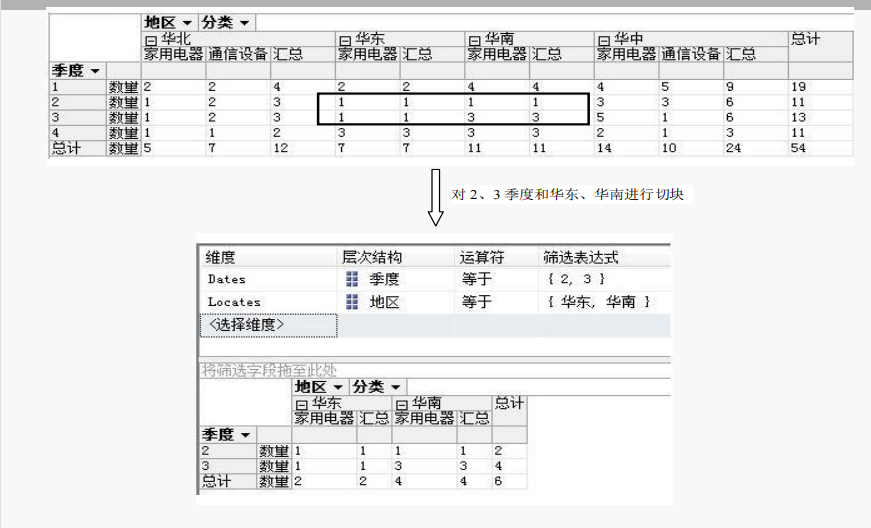 地区 分类
华北 华东 华南 华中 总计
家用电器 通信设备 汇总 家用电器 汇总 家用电器 汇总 家用电器 通信设备 汇总
季度
1 数量 2 2 4 2 2 4 4 4 5 9 19
2 数量 1 2 3 1 1 1 1 3 3 6 11
3 数量 1 2 3 1 1 3 3 5 1 6 13
4 数量 1 1 2 3 3 3 3 2 1 3 11
总计 数量 5 7 12 7 7 11 11 14 10 24 54
对 2、3 季度和华东、华南进行切块
维度 层次结构 运算符 筛选表达式
Dates 季度 等于 { 2, 3 }
Locates 地区 等于 { 华东, 华南 }
<选择维度>
将筛选字段拖至此处
地区 分类
华东 华南 总计
家用电器 汇总 家用电器 汇总
季度
2 数量 1 1 1 1 2
3 数量 1 1 3 3 4
总计 数量 2 2 4 4 6